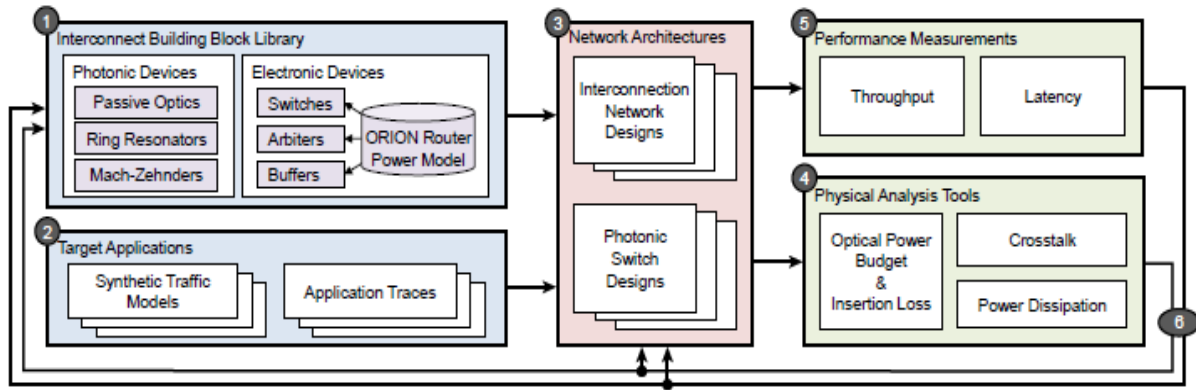 1
Interconnect Building Block Library
Photonic Devices
Passive Optics
Ring Resonators
Mach-Zehnders
Electronic Devices
Switches
Arbiters
Buffers
ORION Router
Power Model
2
Target Applications
Synthetic Traffic
Models
Application Traces
3
Network Architectures
Interconnection
Network
Designs
Photonic
Switch
Designs
5
Performance Measurements
Throughput
Latency
4
Physical Analysis Tools
Optical Power
Budget
&
Insertion Loss
Crosstalk
Power Dissipation
6